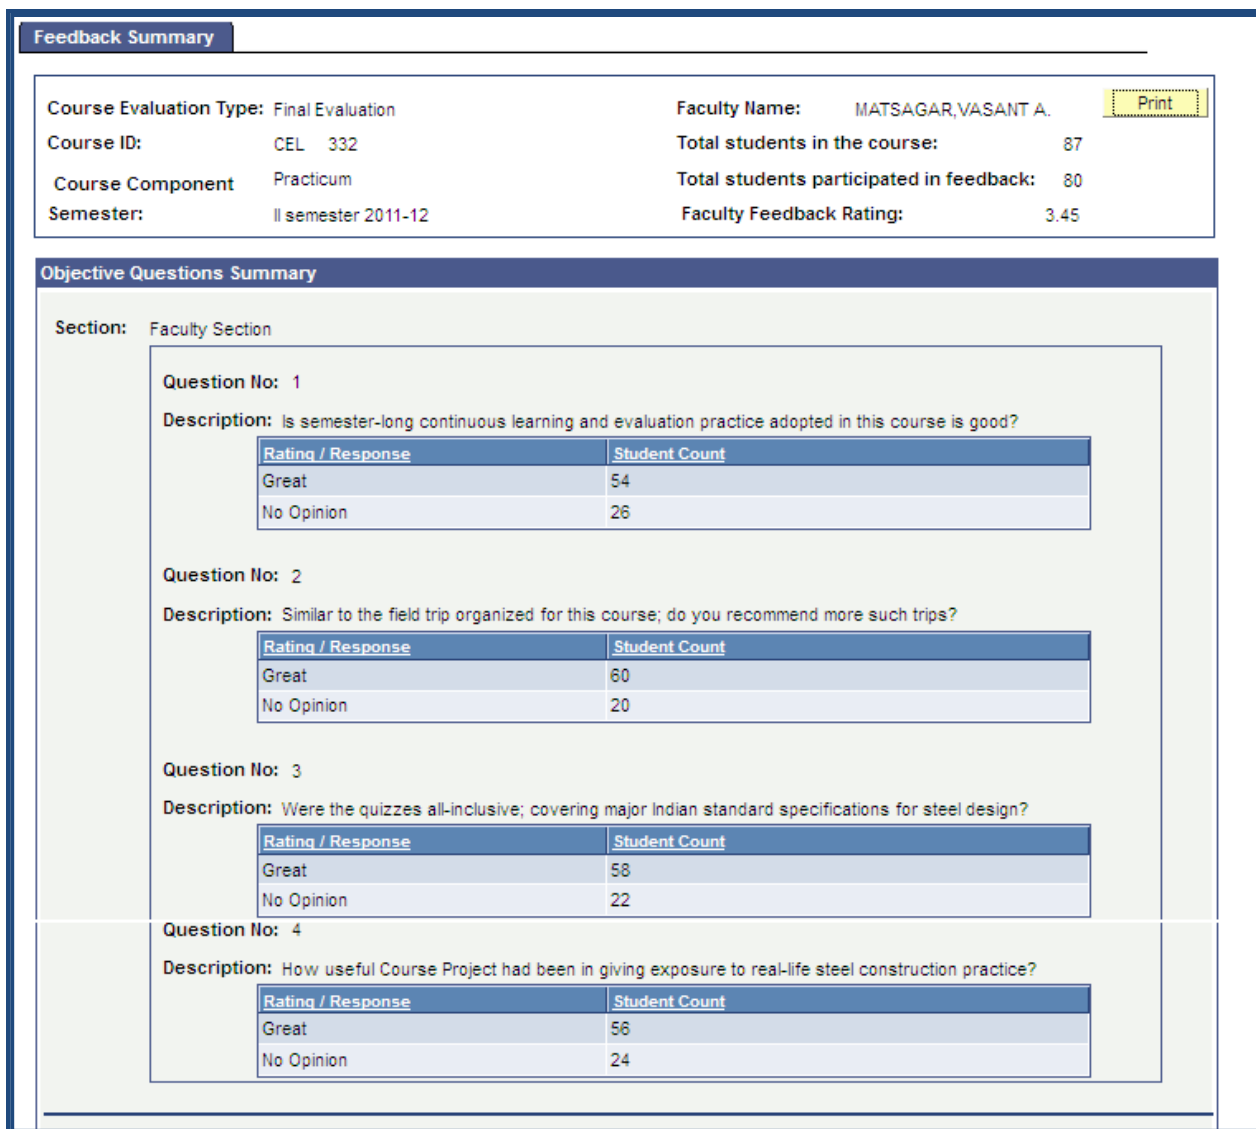 Feedback Summary
Course Evaluation Type: Final Evaluation Faculty Name: MATSAGAR,VASANT A. Print
Course ID: CEL 332 Total students in the course: 87
Course Component Practicum Total students participated in feedback: 80
Semester: II semester 2011-12 Faculty Feedback Rating: 3.45
Objective Questions Summary
Section: Faculty Section
Question No: 1
Description: Is semester-long continuous learning and evaluation practice adopted in this course is good?
Rating / Response Student Count
Great 54
No Opinion 26
Question No: 2
Description: Similar to the field trip organized for this course; do you recommend more such trips?
Rating / Response Student Count
Great 60
No Opinion 20
Question No: 3
Description: Were the quizzes all-inclusive; covering major Indian standard specifications for steel design?
Rating / Response Student Count
Great 58
No Opinion 22
Question No: 4
Description: How useful Course Project had been in giving exposure to real-life steel construction practice?
Rating / Response Student Count
Great 56
No Opinion 24